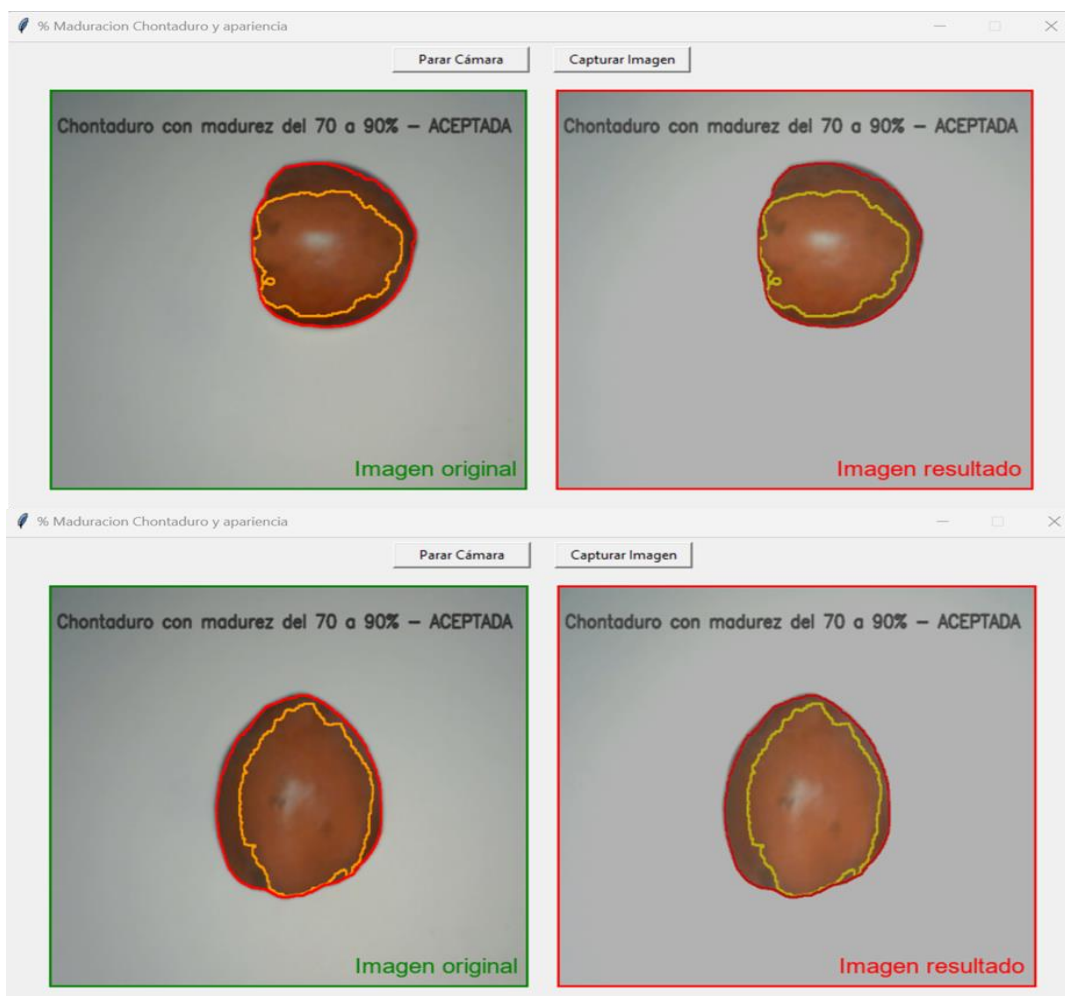 % Maduracion Chontaduro y apariencia
Parar Cámara Capturar Imagen
Chontaduro con madurez del 70 a 90% - ACEPTADA
Chontaduro con madurez del 70 a 90% - ACEPTADA
Imagen original
Imagen resultado
% Maduracion Chontaduro y apariencia
Parar Cámara Capturar Imagen
Chontaduro con madurez del 70 a 90% - ACEPTADA
Chontaduro con madurez del 70 a 90% - ACEPTADA
Imagen original
Imagen resultado